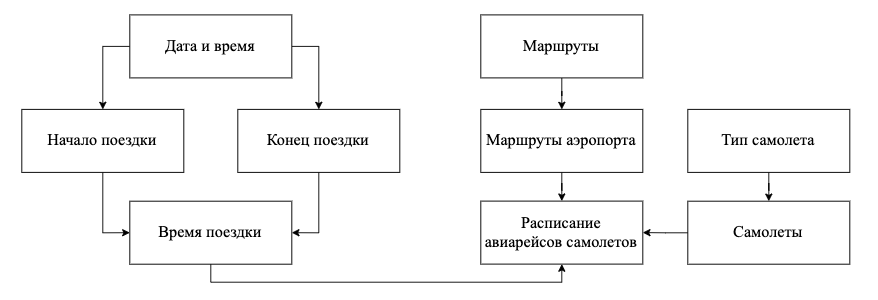 Дата и время
Маршруты
Начало поездки
Конец поездки
Маршруты аэропорта
Тип самолета
Время поездки
Расписание
авиарейсов самолетов
Самолеты